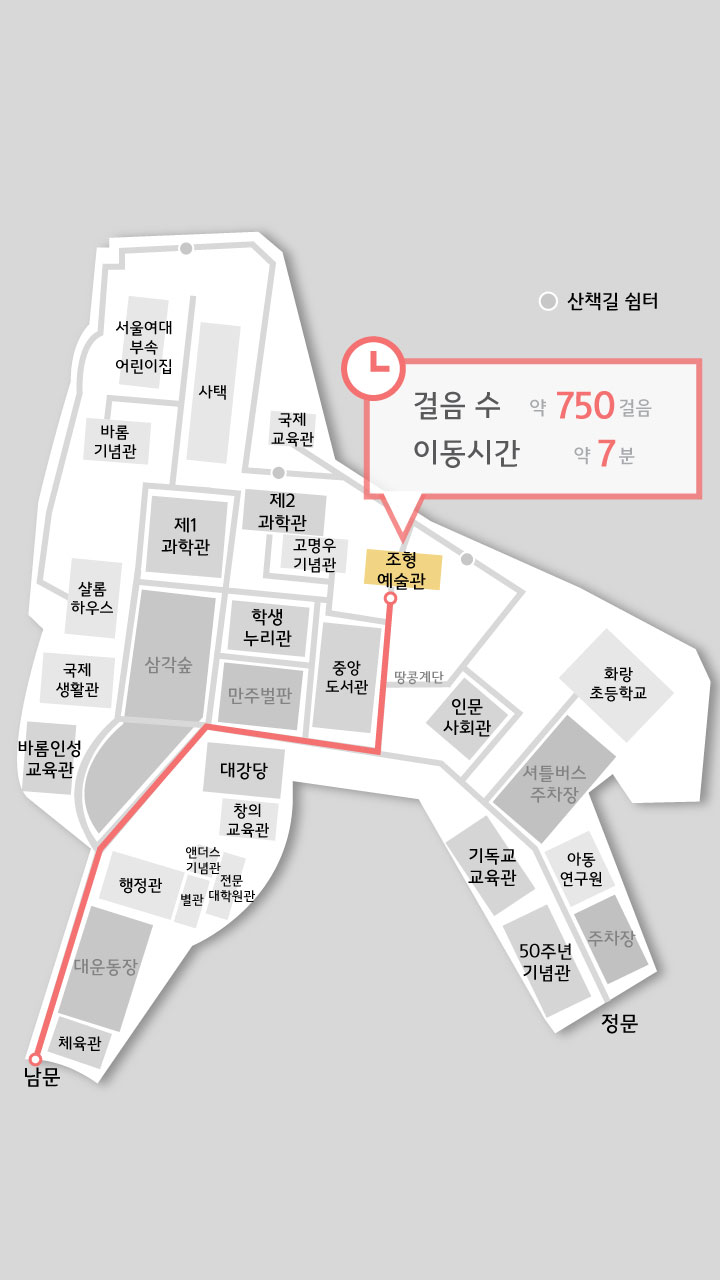 산책길 쉼터
서울여대
부속
어린이집
사택
걸음 수 약 750 걸음
이동시간 약 7 분
바롬
기념관
국제
교육관
제1
과학관
제2
과학관
고명우
기념관
조형
예술관
샬롬
하우스
학생
누리관
삼각숲
중앙
도서관
땅콩계단
국제
생활관
만주벌판
인문
사회관
화랑
초등학교
바롬인성
교육관
대강당
셔틀버스
주차장
창의
교육관
앤더스
기념관
행정관
별관
전문
대학원관
기독교
교육관
아동
연구원
대운동장
50주년
기념관
주차장
체육관
정문
남문